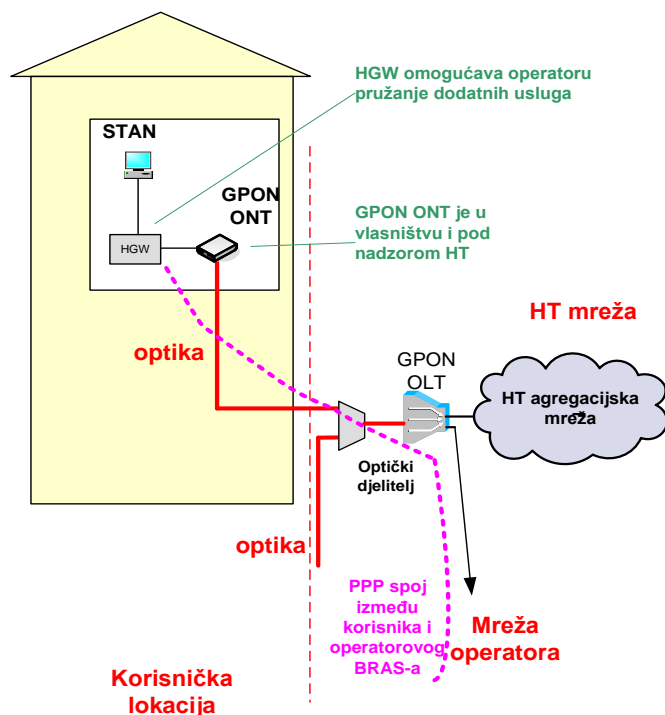 HGW omogućava operatoru
pružanje dodatnih usluga
STAN
GPON
ONT
HGW
GPON ONT je u
vlasništvu i pod
nadzorom HT
HT mreža
optika
GPON
OLT
HT agregacijska
mreža
Optički
djelitelj
optika
PPP spoj
između
korisnika i
operatorovog
BRAS-a
Mreža
operatora
Korisnička
lokacija